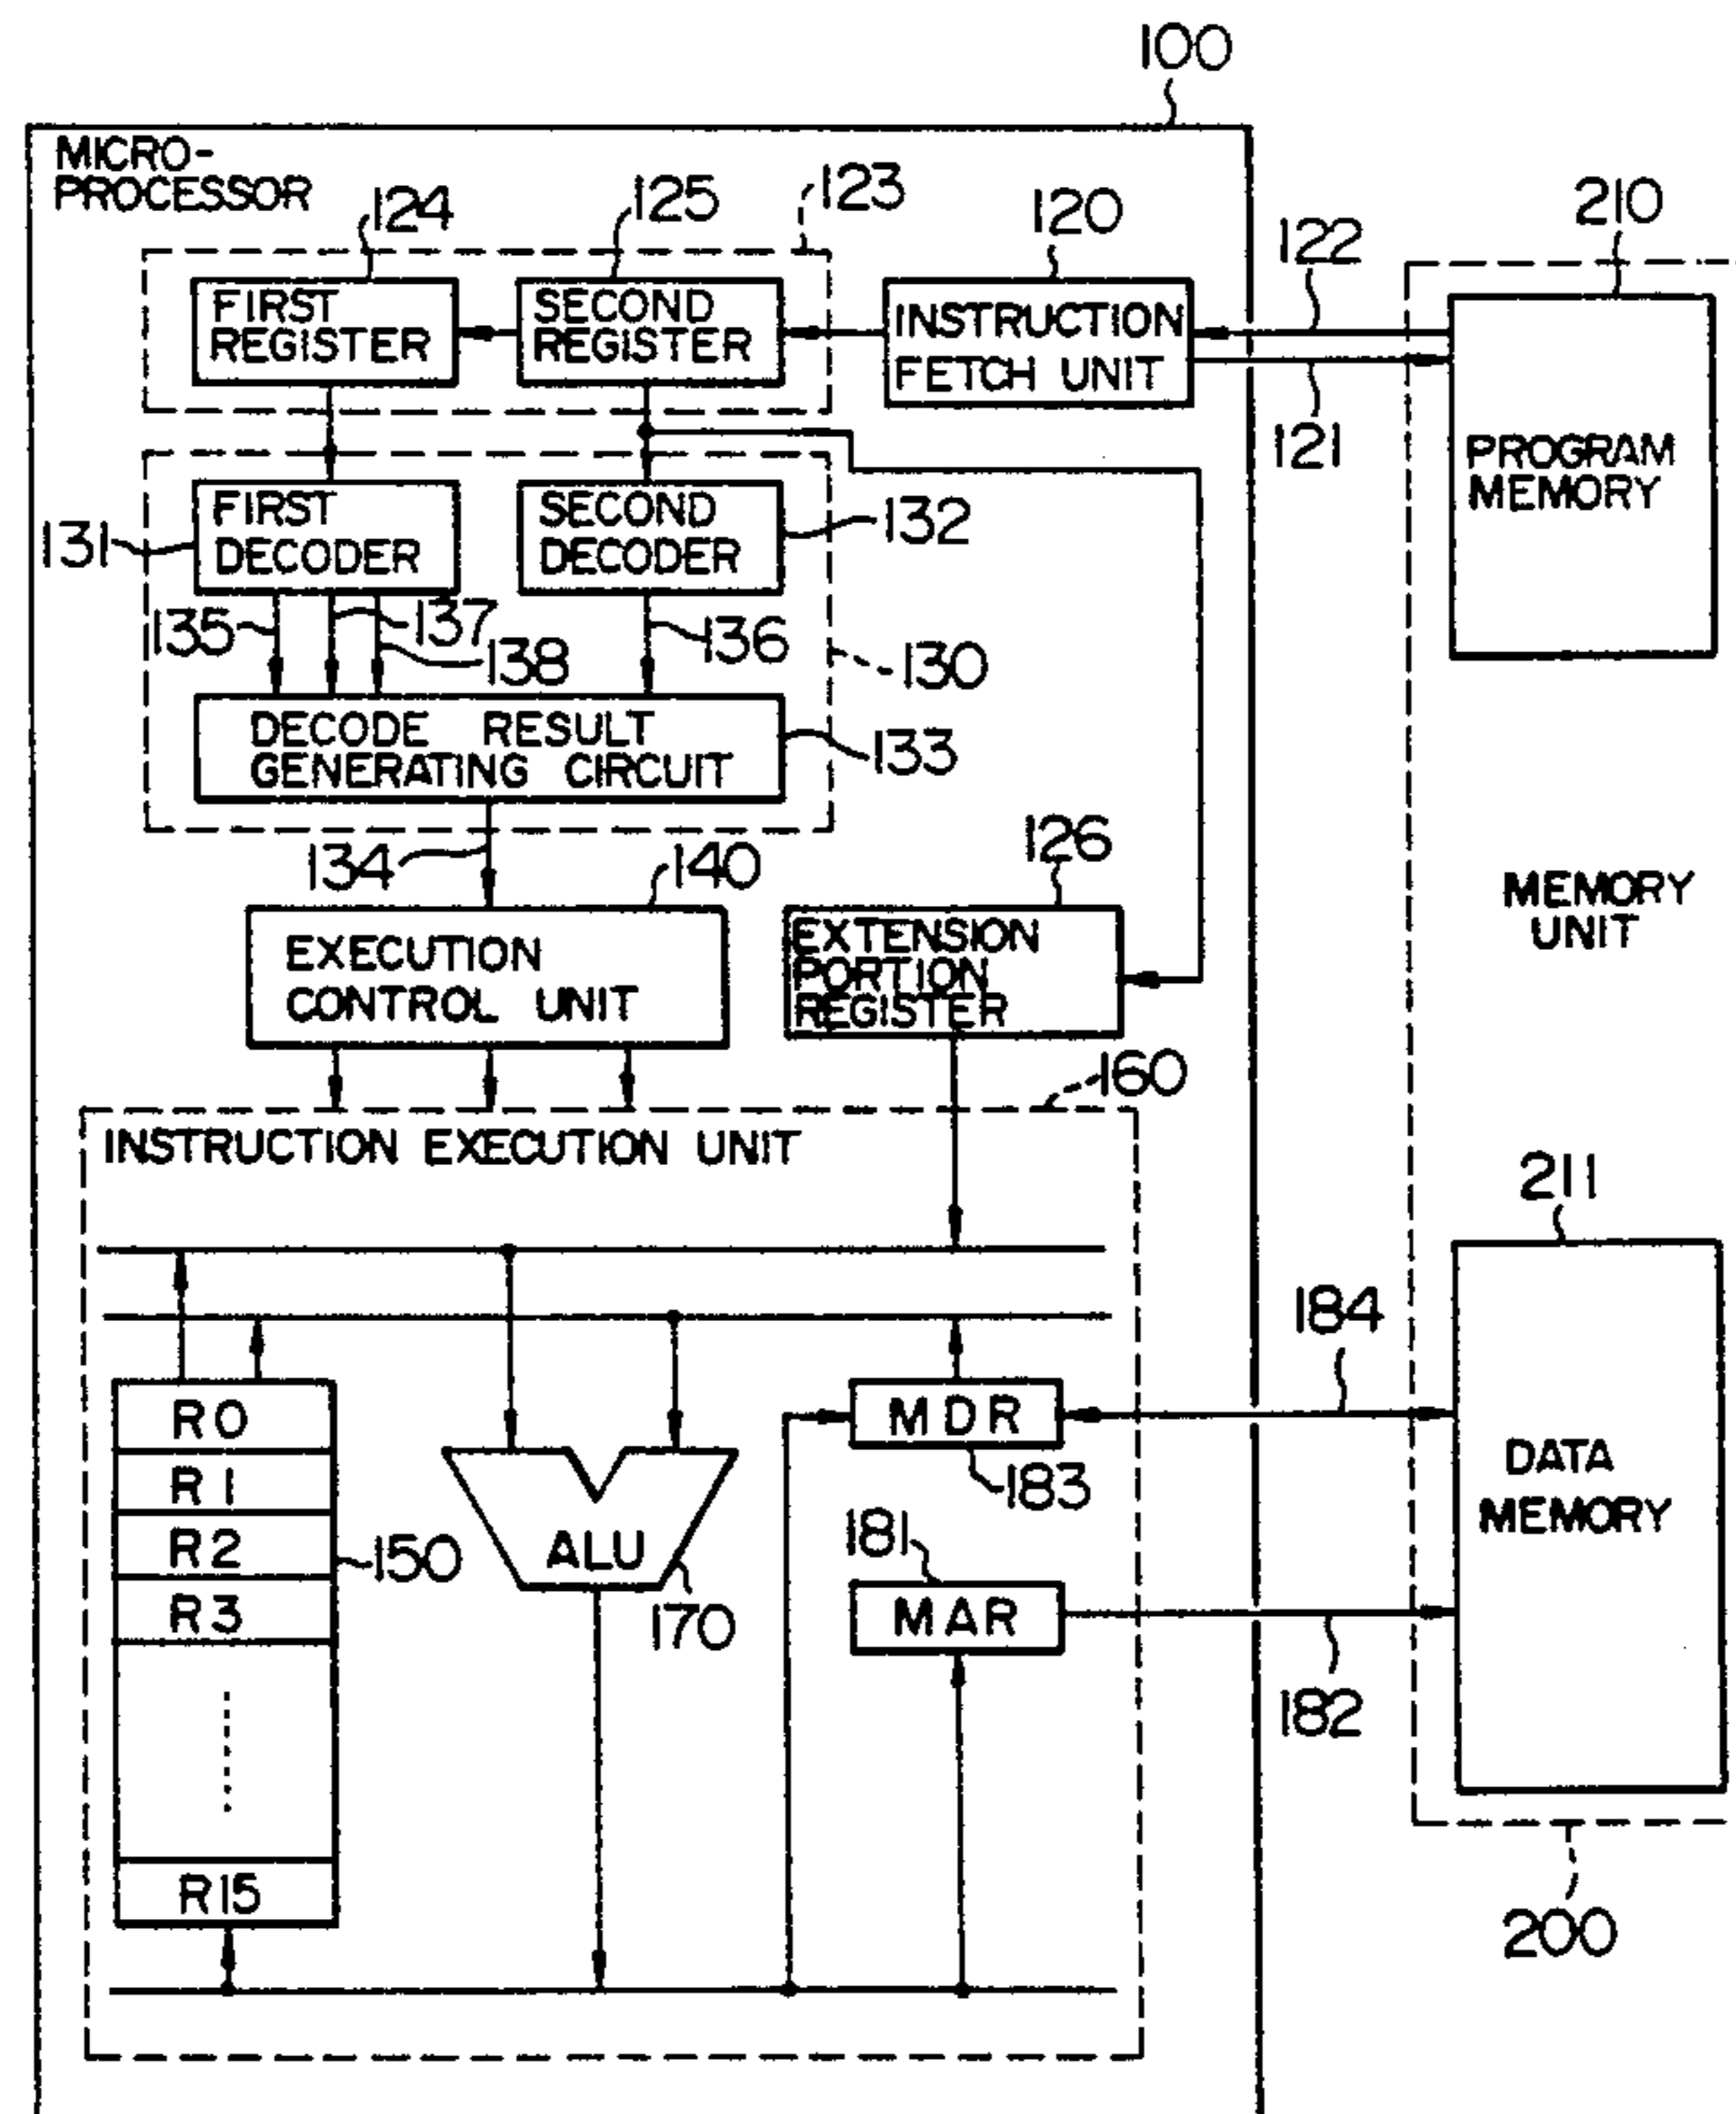 100
MICRO-
PROCESSOR
124
125
123
120
122
210
FIRST
REGISTER
SECOND
REGISTER
INSTRUCTION
FETCH UNIT
121
PROGRAM
MEMORY
131
FIRST
DECODER
SECOND
DECODER
132
135
137
138
136
130
DECODE RESULT
GENERATING CIRCUIT
133
134
140
126
MEMORY
UNIT
EXECUTION
CONTROL UNIT
EXTENSION
PORTION
REGISTER
160
INSTRUCTION EXECUTION UNIT
211
184
R0
R1
R2
R3
R15
150
ALU
170
MDR
183
181
MAR
182
DATA
MEMORY
200